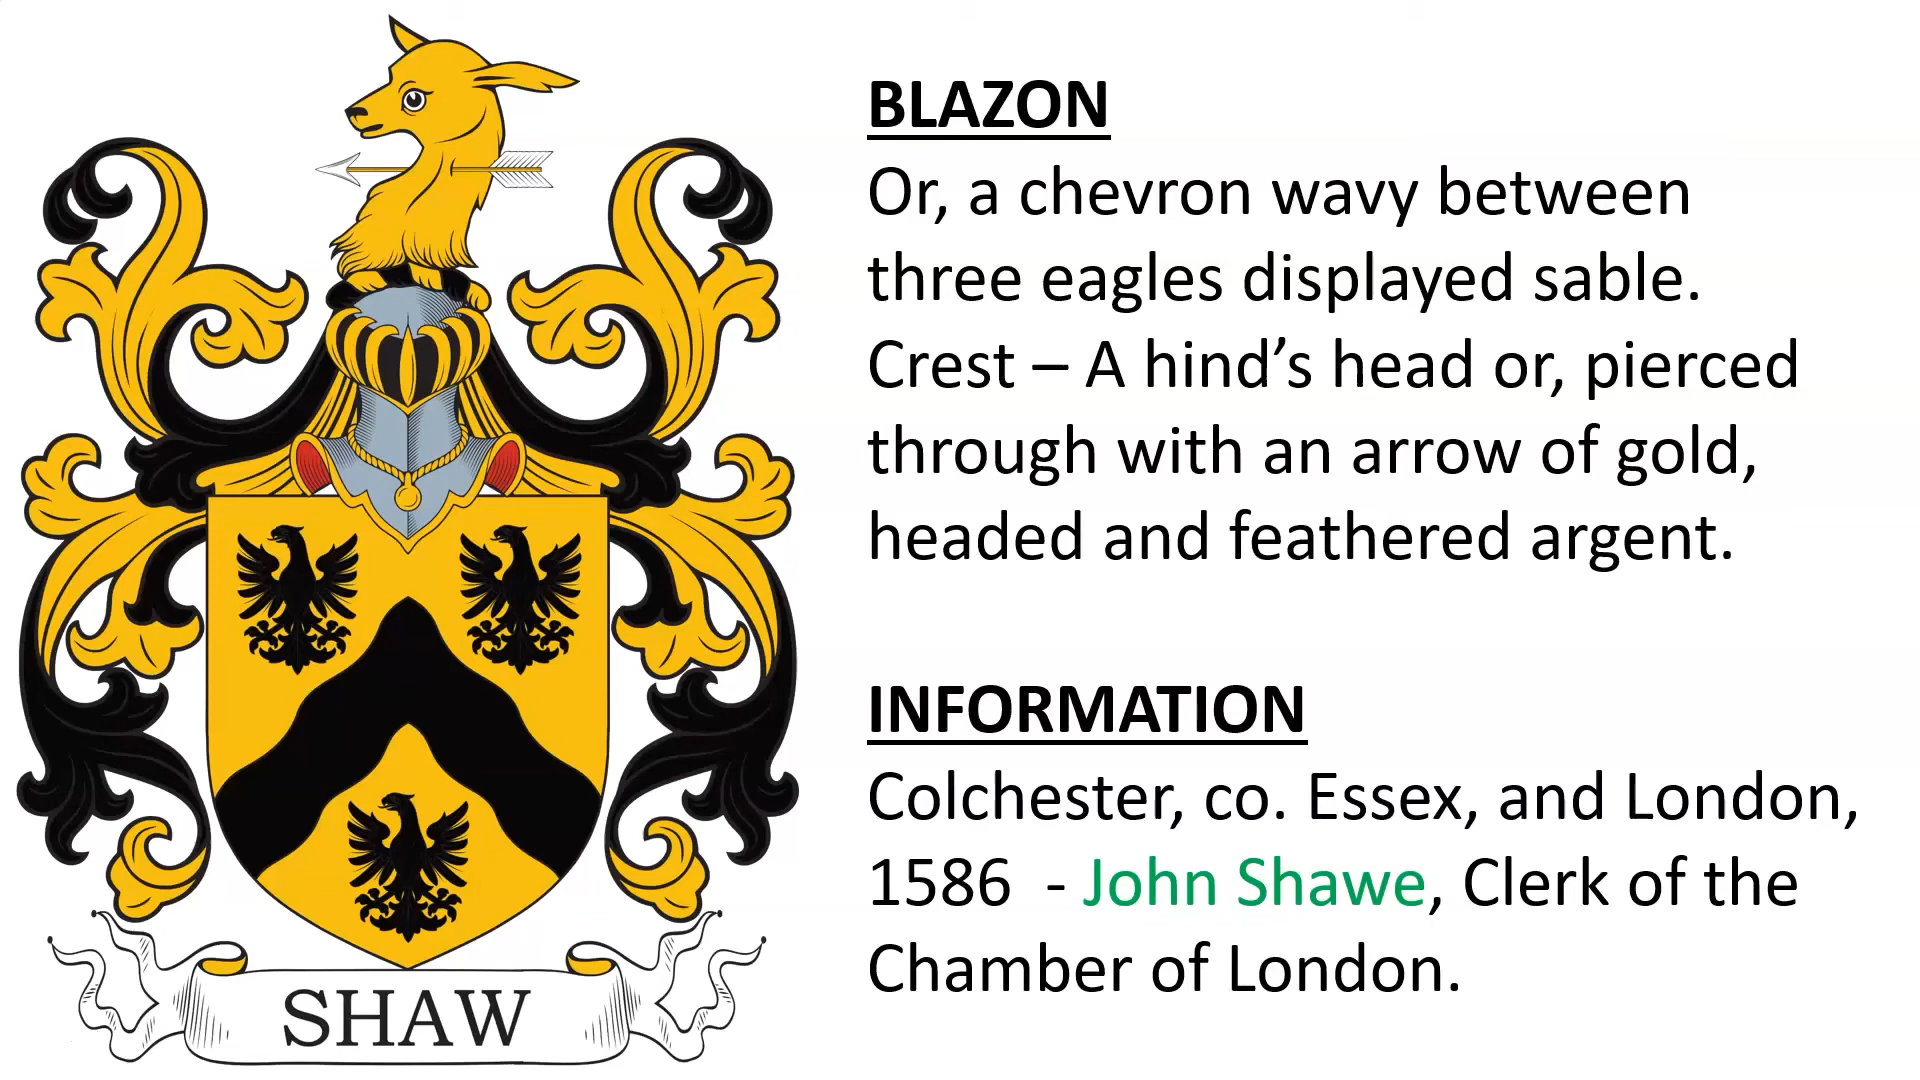 BLAZON
Or, a chevron wavy between
three eagles displayed sable.
Crest – A hind’s head or, pierced
through with an arrow of gold,
headed and feathered argent.
INFORMATION
Colchester, co. Essex, and London,
1586  - John Shawe, Clerk of the
Chamber of London.
SHAW